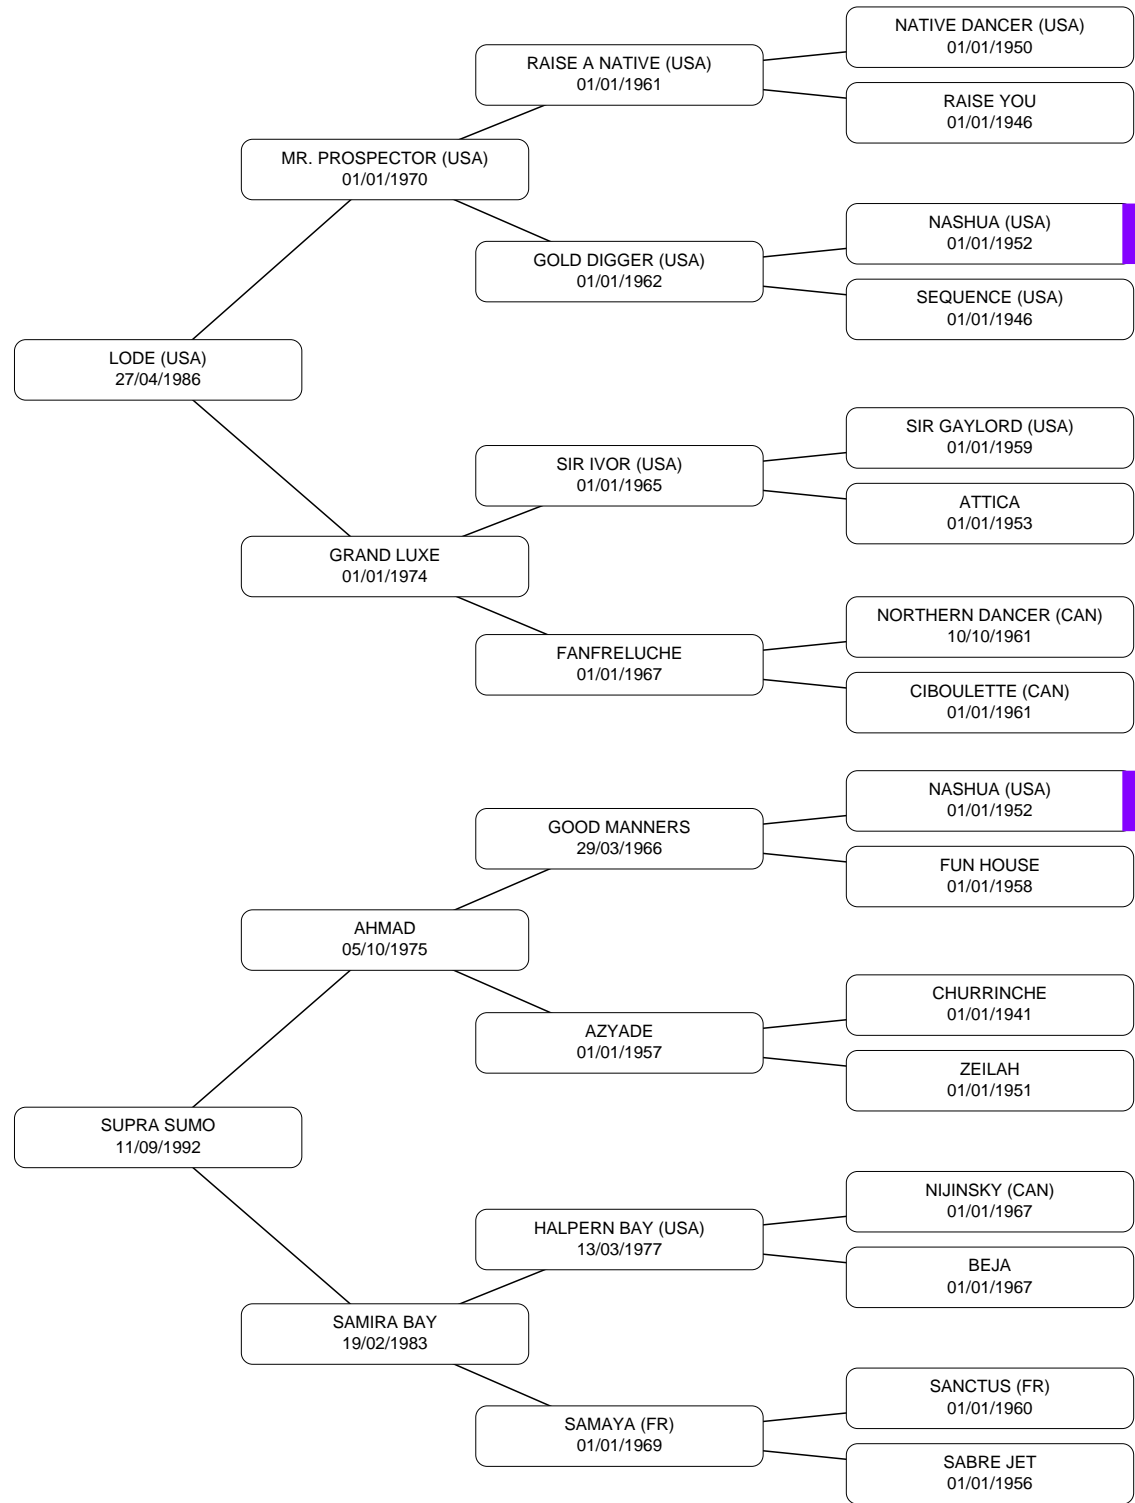 NATIVE DANCER (USA)
01/01/1950
RAISE A NATIVE (USA)
01/01/1961
RAISE YOU
01/01/1946
MR. PROSPECTOR (USA)
01/01/1970
NASHUA (USA)
01/01/1952
GOLD DIGGER (USA)
01/01/1962
SEQUENCE (USA)
01/01/1946
LODE (USA)
27/04/1986
SIR GAYLORD (USA)
01/01/1959
SIR IVOR (USA)
01/01/1965
ATTICA
01/01/1953
GRAND LUXE
01/01/1974
NORTHERN DANCER (CAN)
10/10/1961
FANFRELUCHE
01/01/1967
CIBOULETTE (CAN)
01/01/1961
NASHUA (USA)
01/01/1952
GOOD MANNERS
29/03/1966
FUN HOUSE
01/01/1958
AHMAD
05/10/1975
CHURRINCHE
01/01/1941
AZYADE
01/01/1957
ZEILAH
01/01/1951
SUPRA SUMO
11/09/1992
NIJINSKY (CAN)
01/01/1967
HALPERN BAY (USA)
13/03/1977
BEJA
01/01/1967
SAMIRA BAY
19/02/1983
SANCTUS (FR)
01/01/1960
SAMAYA (FR)
01/01/1969
SABRE JET
01/01/1956